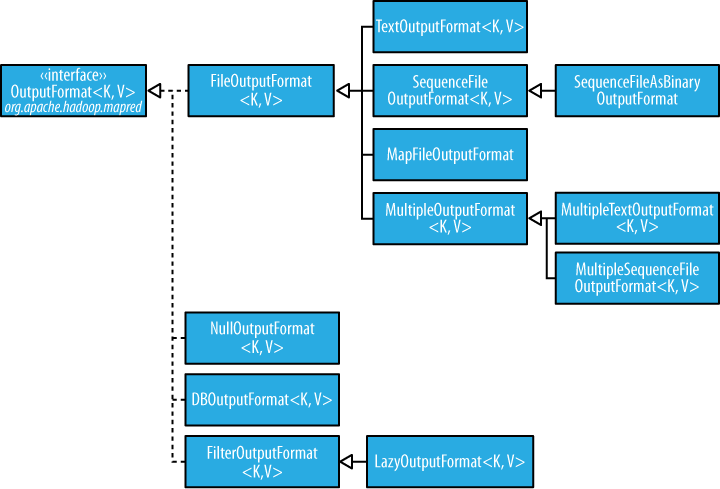 ‹‹interface››
OutputFormat<K, V>
org.apache.hadoop.mapred
FileOutputFormat
<K, V>
TextOutputFormat<K, V>
SequenceFile
OutputFormat<K, V>
SequenceFileAsBinary
OutputFormat
MapFileOutputFormat
MultipleOutputFormat
<K, V>
MultipleTextOutputFormat
<K, V>
MultipleSequenceFile
OutputFormat<K, V>
NullOutputFormat
<K, V>
DBOutputFormat<K, V>
FilterOutputFormat
<K,V>
LazyOutputFormat<K, V>